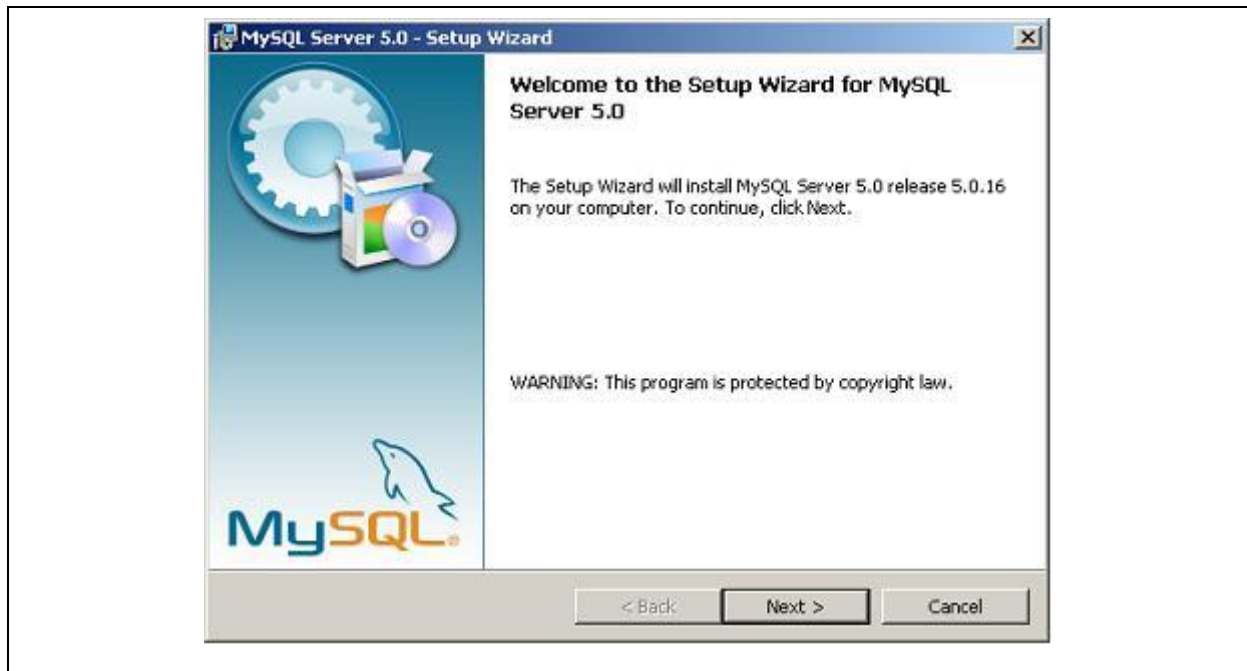 MySQL Server 5.0 - Setup Wizard
Welcome to the Setup Wizard for MySQL
Server 5.0
The Setup Wizard will install MySQL Server 5.0 release 5.0.16
on your computer. To continue, click Next.
WARNING: This program is protected by copyright law.
MySQL®
< Back
Next >
Cancel